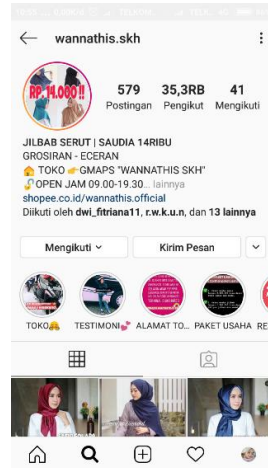 wannathis.skh
RP. 14.000!!
579 35,3RB 41
Postingan Pengikut Mengikuti
JILBAB SERUT | SAUDIA 14RIBU
GROSIRAN - ECERAN
TOKO GMAPS "WANNATHIS SKH"
OPEN JAM 09.00-19.30... lainnya
shopee.co.id/wannathis.official
Diikuti oleh dwi_fitriana11, r.w.k.u.n, dan 13 lainnya
Mengikuti Kirim Pesan
TOKO TESTIMONI ALAMAT TO... PAKET USAHA RE